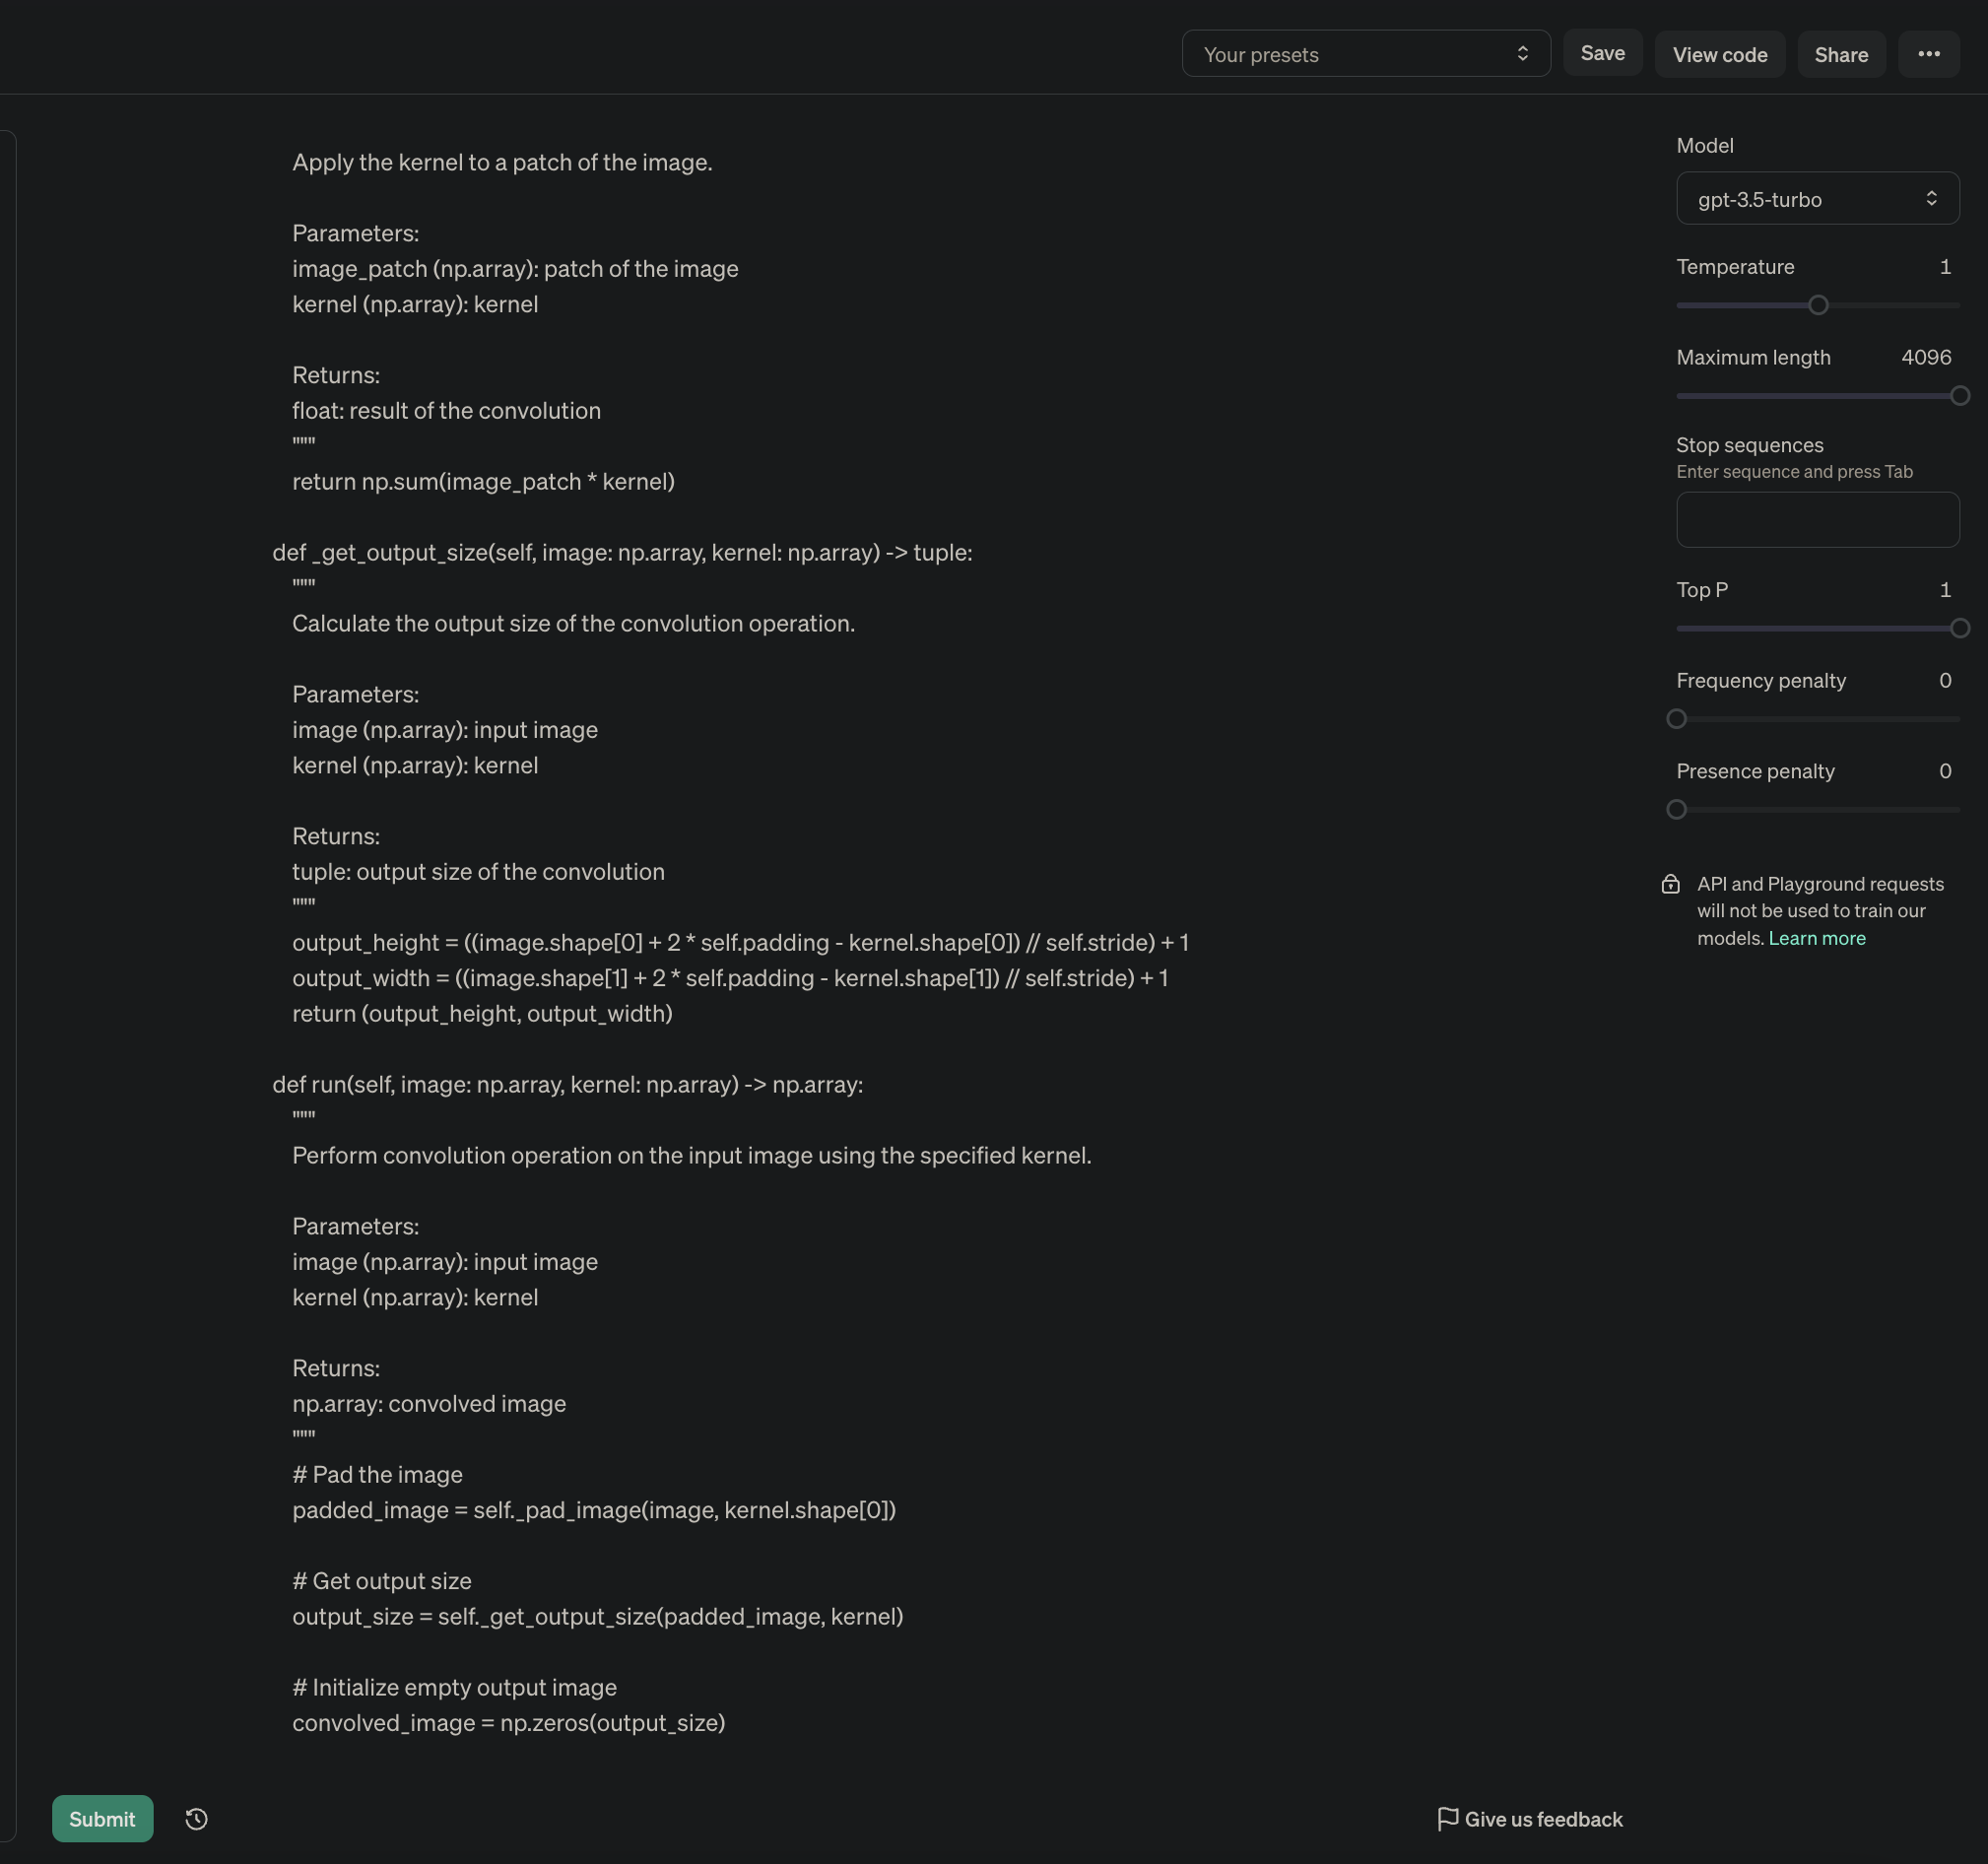 Your presets
Save
View code
Share
Apply the kernel to a patch of the image.
Parameters:
image_patch (np.array): patch of the image
kernel (np.array): kernel
Returns:
float: result of the convolution
"""
return np.sum(image_patch * kernel)
def _get_output_size(self, image: np.array, kernel: np.array) -> tuple:
"""
Calculate the output size of the convolution operation.
Parameters:
image (np.array): input image
kernel (np.array): kernel
Returns:
tuple: output size of the convolution
"""
output_height = ((image.shape[0] + 2 * self.padding - kernel.shape[0]) // self.stride) + 1
output_width = ((image.shape[1] + 2 * self.padding - kernel.shape[1]) // self.stride) + 1
return (output_height, output_width)
def run(self, image: np.array, kernel: np.array) -> np.array:
"""
Perform convolution operation on the input image using the specified kernel.
Parameters:
image (np.array): input image
kernel (np.array): kernel
Returns:
np.array: convolved image
"""
# Pad the image
padded_image = self._pad_image(image, kernel.shape[0])
# Get output size
output_size = self._get_output_size(padded_image, kernel)
# Initialize empty output image
convolved_image = np.zeros(output_size)
Submit
Give us feedback
Model
gpt-3.5-turbo
Temperature 1
Maximum length 4096
Stop sequences
Enter sequence and press Tab
Top P 1
Frequency penalty 0
Presence penalty 0
API and Playground requests
will not be used to train our
models. Learn more